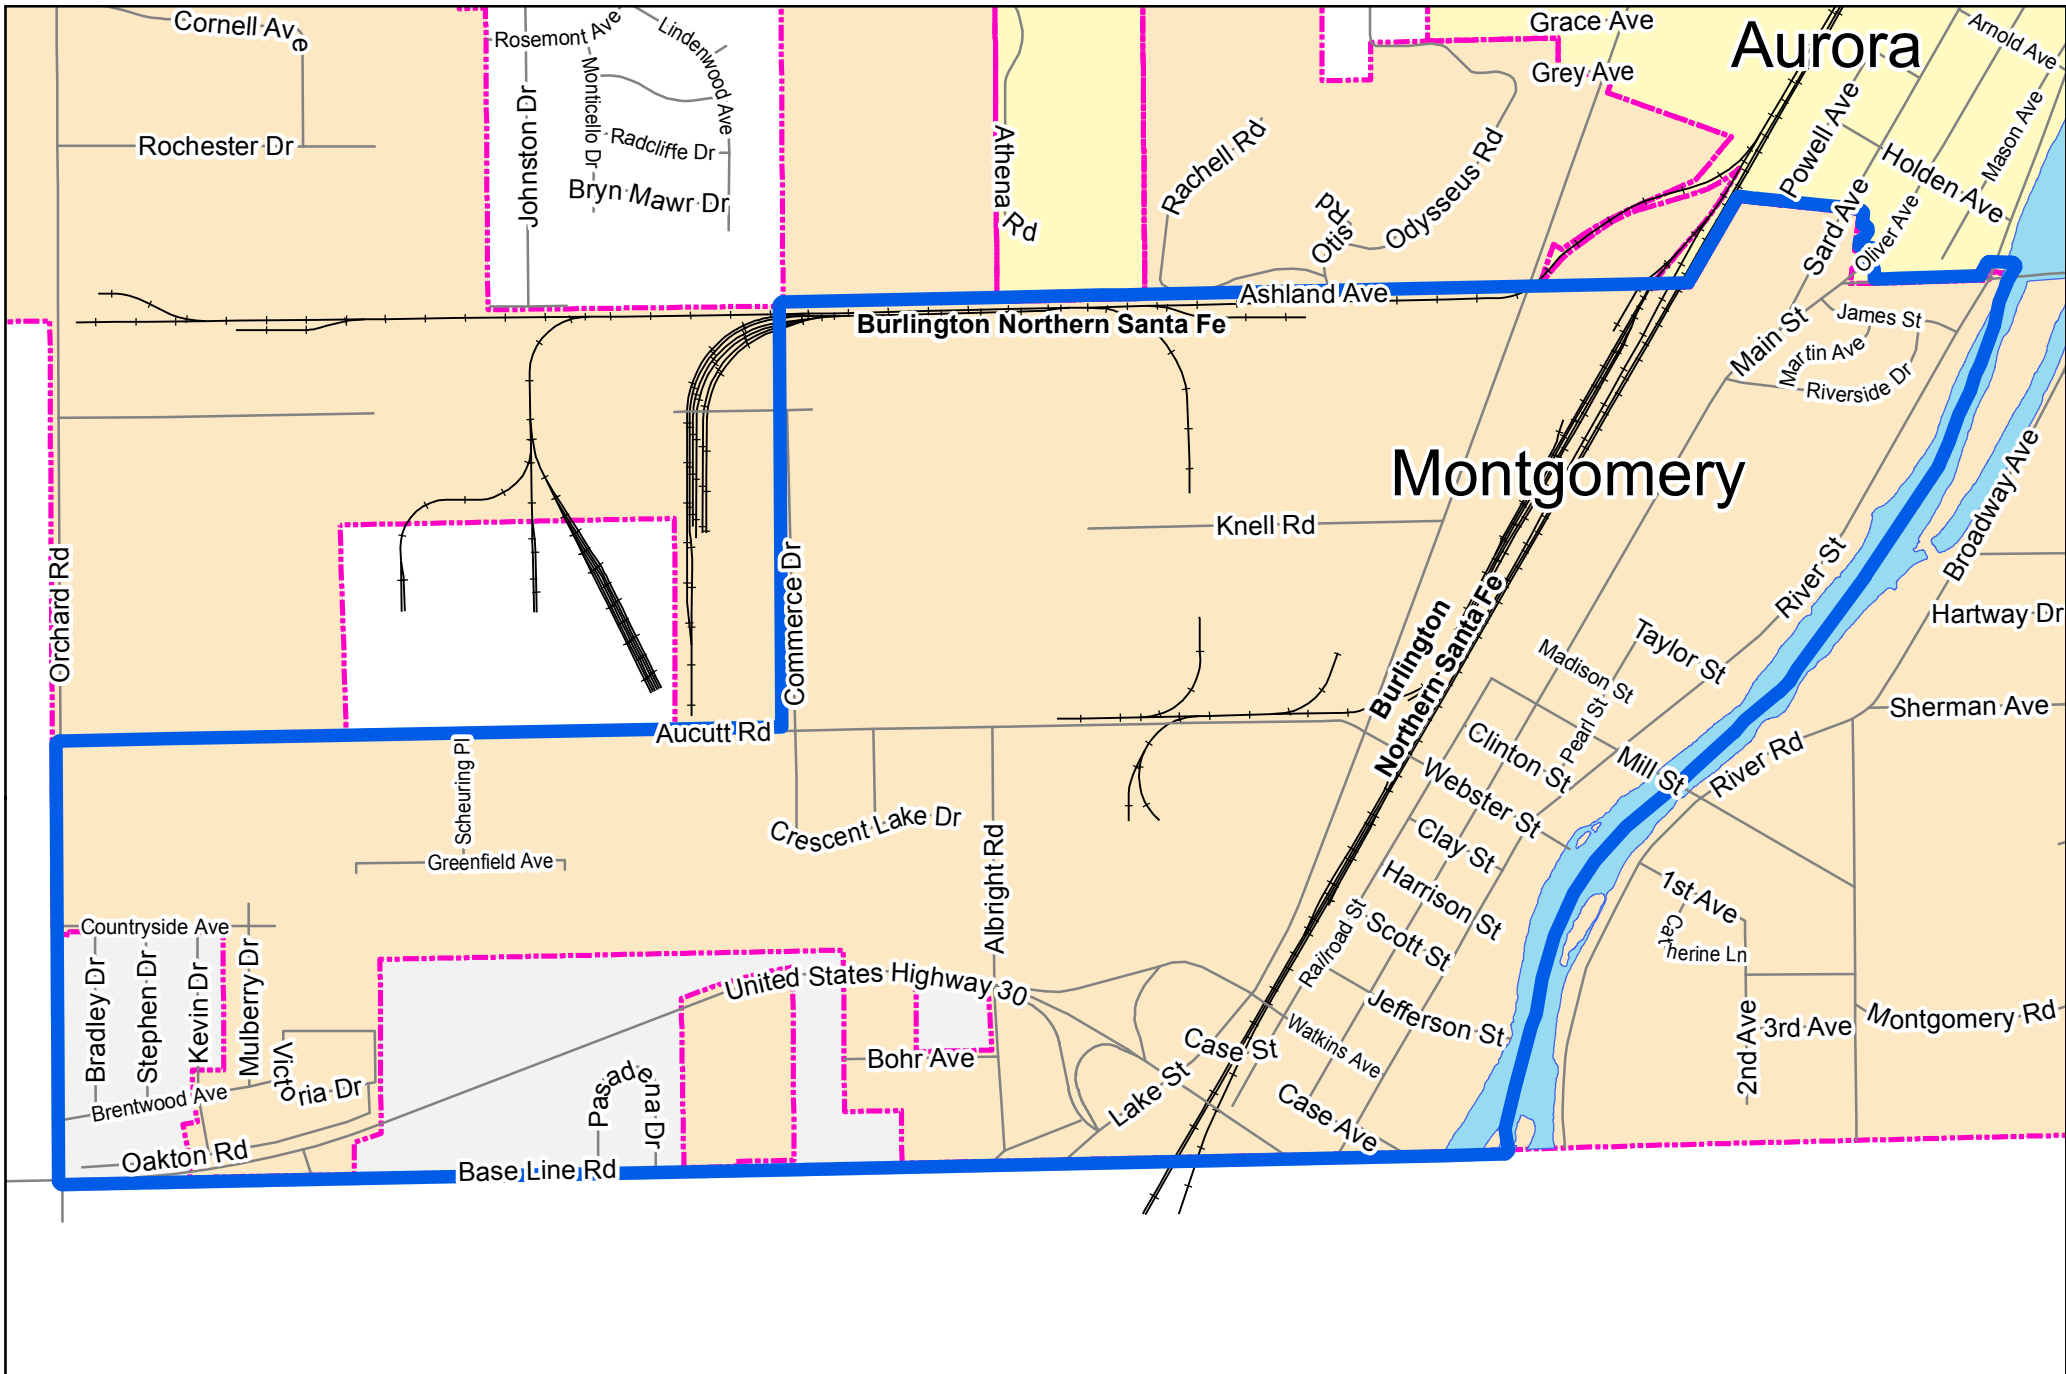 Cornell Ave
Rosemont Ave
Lindenwood Ave
Grace Ave
Aurora
Arnold Ave
Grey Ave
Johnston Dr
Monticello Dr
Rochester Dr
Radcliffe Dr
Bryn Mawr Dr
Athena Rd
Rachell Rd
Otis Rd
Odysseus Rd
Powell Ave
Mason Ave
Holden Ave
Sard Ave
Oliver Ave
Ashland Ave
Burlington Northern Santa Fe
James St
Main St
Martin Ave
Riverside Dr
Montgomery
Knell Rd
Broadway Ave
Orchard Rd
Commerce Dr
River St
Hartway Dr
Burlington
Northern Santa Fe
Taylor St
Madison St
Pearl St
Sherman Ave
Aucutt Rd
Clinton St
Mill St
River Rd
Scheuring Pl
Webster St
Crescent Lake Dr
Clay St
Greenfield Ave
Albright Rd
Harrison St
1st Ave
Catherine Ln
Countryside Ave
Railroad St
Scott St
Bradley Dr
Stephen Dr
Kevin Dr
Mulberry Dr
United States Highway 30
Jefferson St
2nd Ave
3rd Ave
Montgomery Rd
Victoria Dr
Bohr Ave
Case St
Watkins Ave
Brentwood Ave
Pasadena Dr
Lake St
Case Ave
Oakton Rd
Base Line Rd